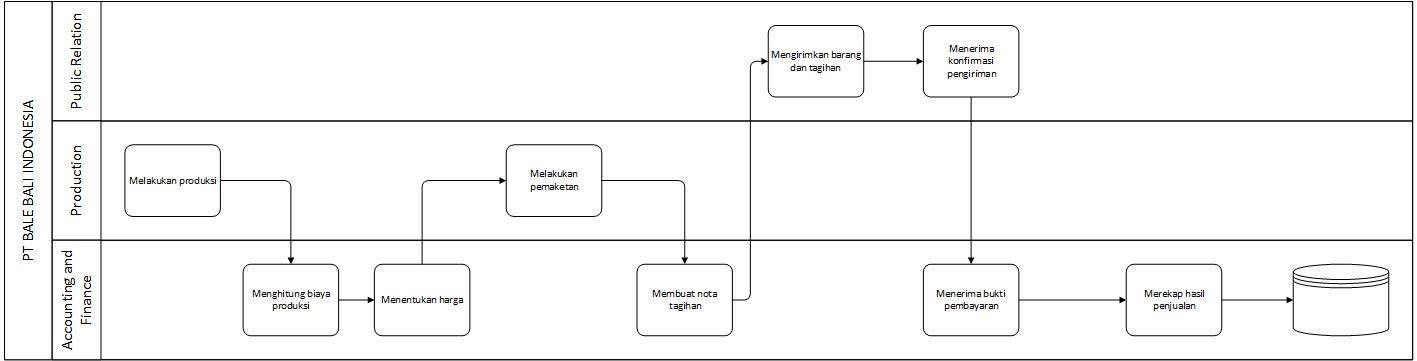 PT BALE BALI INDONESIA
Public Relation
Mengirimkan barang
dan tagihan
Menerima
konfirmasi
pengiriman
Production
Melakukan produksi
Melakukan
pemaketan
Accounting and
Finance
Menghitung biaya
produksi
Menentukan harga
Membuat nota
tagihan
Menerima bukti
pembayaran
Merekap hasil
penjualan